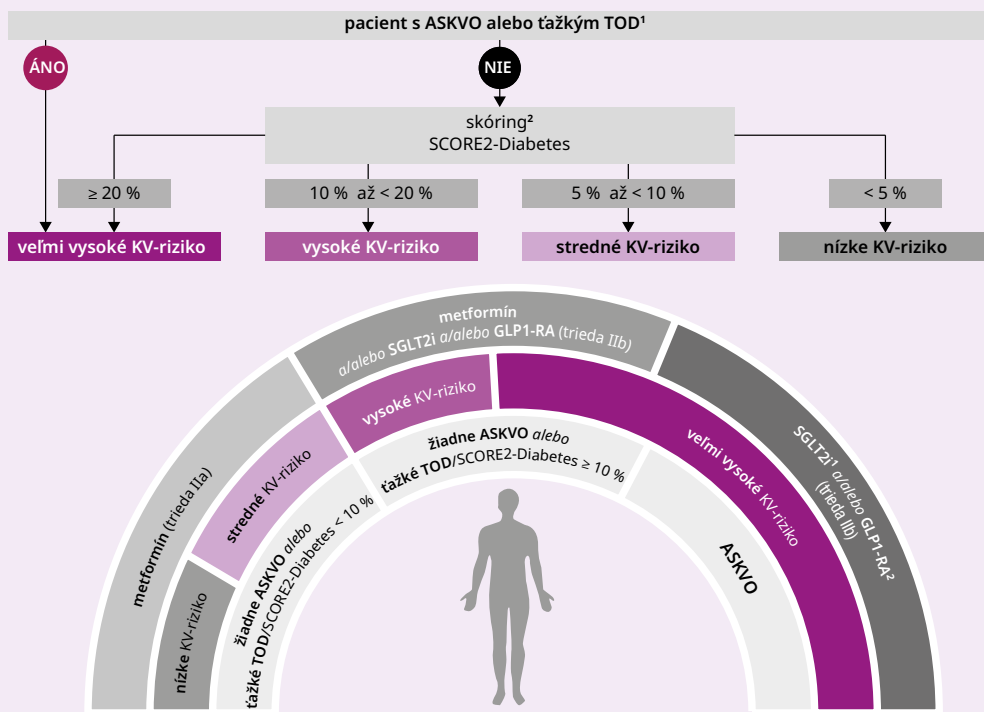 pacient s ASKVO alebo ťažkým TOD¹
ÁNO
NIE
skóring²
SCORE2-Diabetes
≥ 20 %
10 % až < 20 %
5 % až < 10 %
< 5 %
veľmi vysoké KV-riziko
vysoké KV-riziko
stredné KV-riziko
nízke KV-riziko
metformín (trieda IIa)
metformín
a/alebo SGLT2i a/alebo GLP1-RA (trieda IIb)
SGLT2i¹ a/alebo GLP1-RA²
(trieda IIb)
nízke KV-riziko
stredné KV-riziko
vysoké KV-riziko
veľmi vysoké KV-riziko
žiadne ASKVO alebo
ťažké TOD/SCORE2-Diabetes < 10 %
žiadne ASKVO alebo
ťažké TOD/SCORE2-Diabetes ≥ 10 %
ASKVO